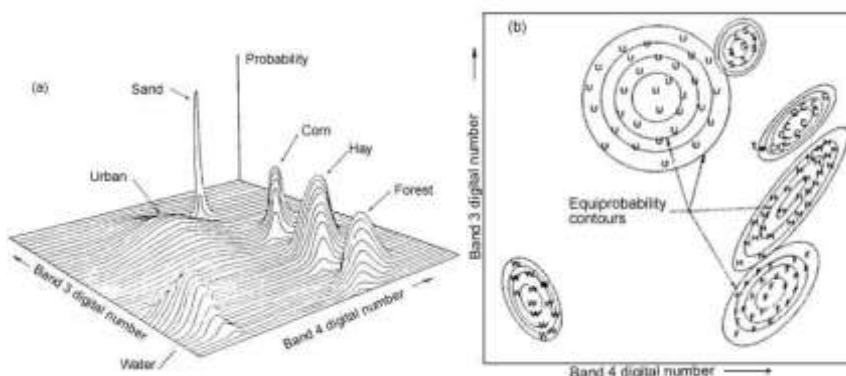 (a)
Probability
Sand
Corn
Hay
Urban
Forest
Band 3 digital number
Band 4 digital number
Water
(b)
Band 3 digital number
Equiprobability
contours
Band 4 digital number